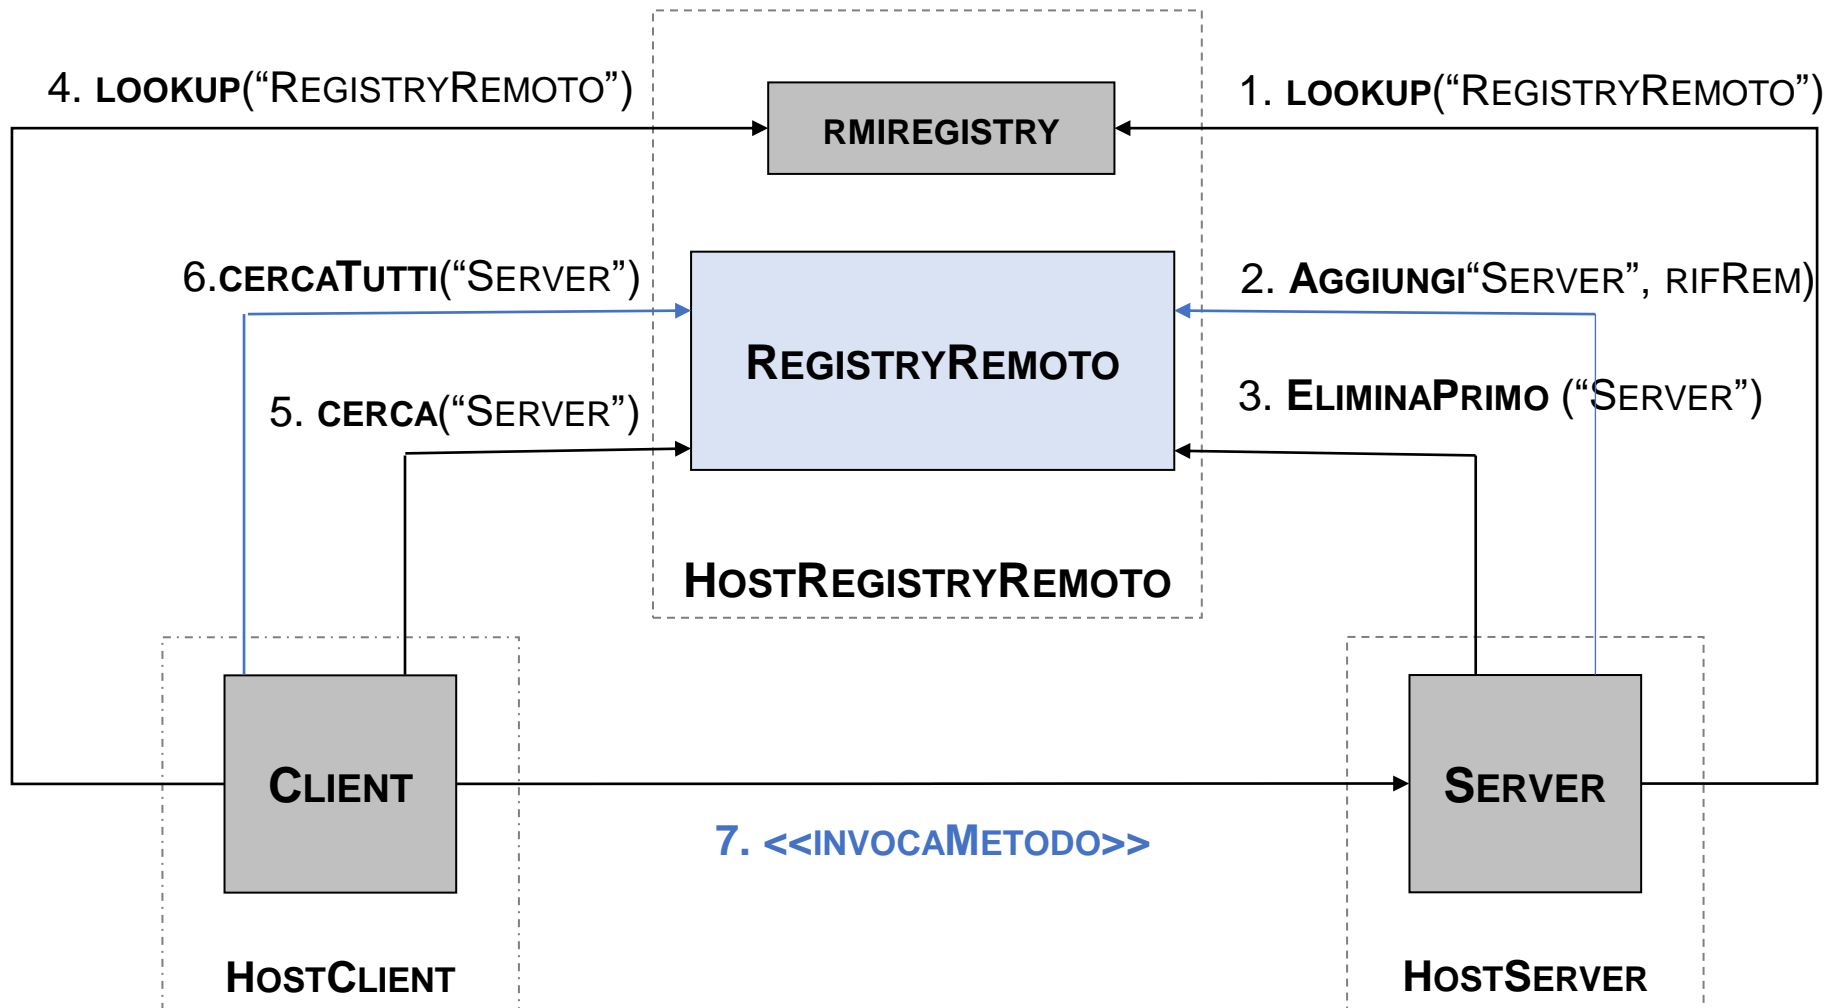 4. LOOKUP(“REGISTRYREMOTO”)
1. LOOKUP(“REGISTRYREMOTO”)
RMIREGISTRY
6.CERCATUTTI(“SERVER”)
2. AGGIUNGI“SERVER”, RIFREM)
REGISTRYREMOTO
5. CERCA(“SERVER”)
3. ELIMINAPRIMO (“SERVER”)
HOSTREGISTRYREMOTO
CLIENT
SERVER
7. <<INVOCAMETODO>>
HOSTCLIENT
HOSTSERVER